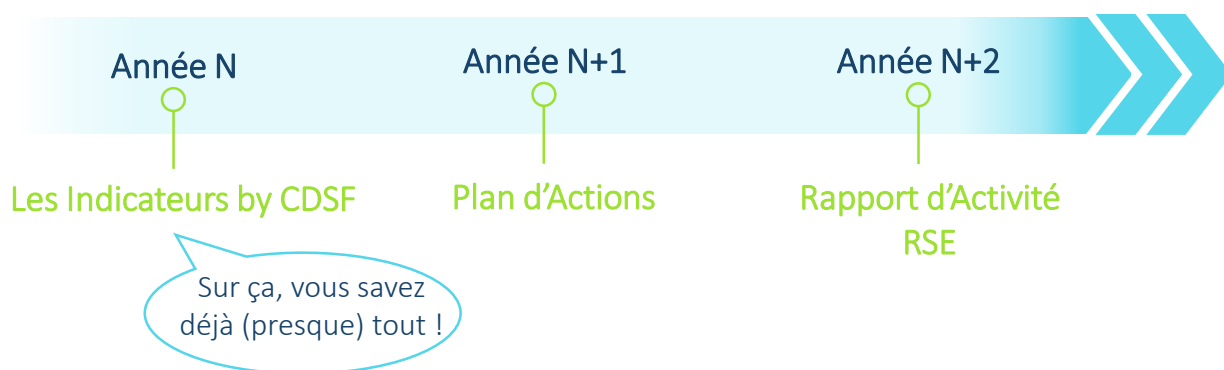 Année N
Année N+1
Année N+2
Les Indicateurs by CDSF
Plan d’Actions
Rapport d’Activité
RSE
Sur ça, vous savez
déjà (presque) tout !